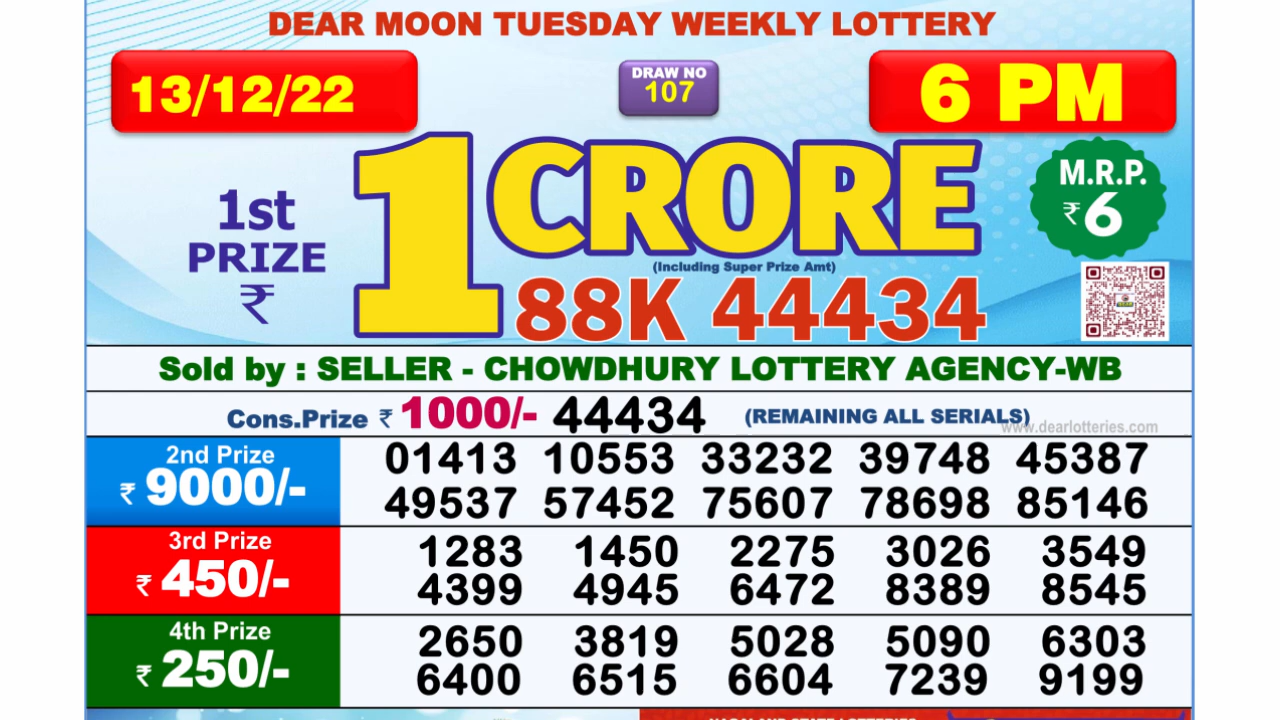 DEAR MOON TUESDAY WEEKLY LOTTERY
13/12/22
DRAW NO
107
6 PM
1st
PRIZE
₹
1 CRORE
(Including Super Prize Amt)
88K 44434
M.R.P.
₹6
Sold by : SELLER - CHOWDHURY LOTTERY AGENCY-WB
Cons.Prize ₹ 1000/- 44434 (REMAINING ALL SERIALS)
www.dearlotteries.com
2nd Prize
₹ 9000/-
01413 10553 33232 39748 45387
49537 57452 75607 78698 85146
3rd Prize
₹ 450/-
1283 1450 2275 3026 3549
4399 4945 6472 8389 8545
4th Prize
₹ 250/-
2650 3819 5028 5090 6303
6400 6515 6604 7239 9199